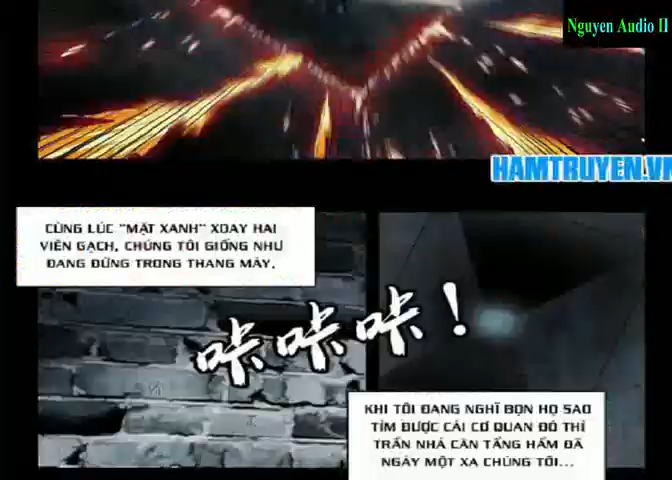 Nguyen Audio II
HAMTRUYEN.VN
CÙNG LÚC "MẶT XANH" XOAY HAI
VIÊN GẠCH, CHÚNG TÔI GIỐNG NHƯ
ĐANG ĐỨNG TRONG THANG MÁY.
咔咔咔！
KHI TÔI ĐANG NGHĨ BỌN HỌ SAO
TÌM ĐƯỢC CÁI CƠ QUAN ĐÓ THÌ
TRẦN NHÀ CĂN TẦNG HẦM ĐÃ
NGÀY MỘT XA CHÚNG TÔI...